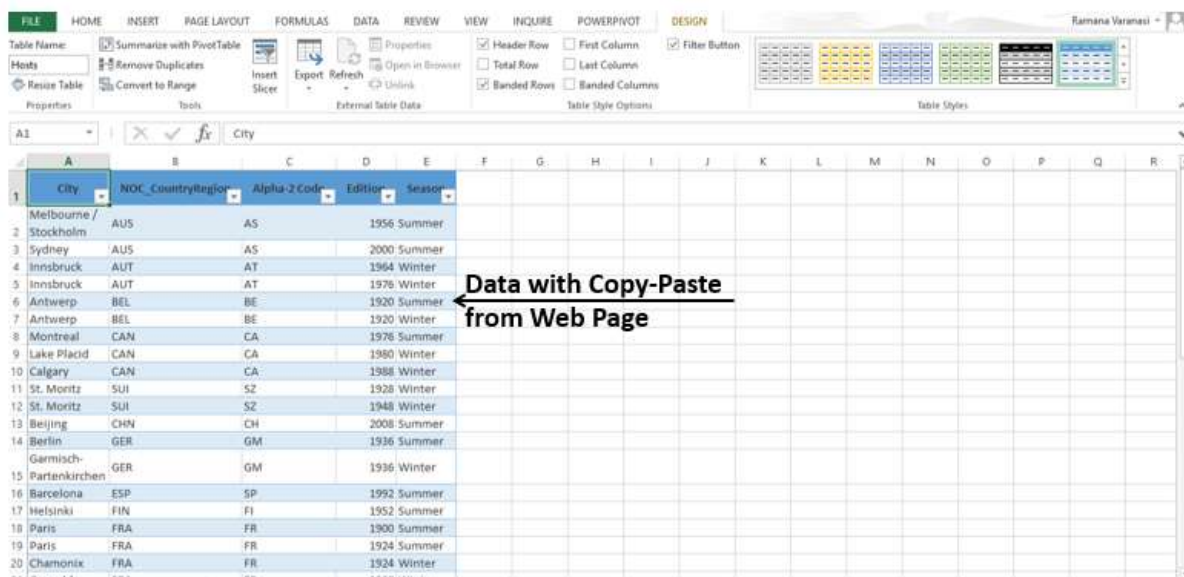 FILE HOME INSERT PAGE LAYOUT FORMULAS DATA REVIEW VIEW INQUIRE POWERPIVOT DESIGN Ramana Varanasi
Table Name: Summarize with PivotTable Properties Header Row First Column Filter Button
Hosts Remove Duplicates Insert Export Refresh Open in Browser Total Row Last Column
Resize Table Convert to Range Slicer Unlink Banded Rows Banded Columns
Properties Tools External Table Data Table Style Options Table Styles
A1 fx City
A B C D E F G H I J K L M N O P Q R
1 City NOC_CountryRegion Alpha-2 Code Edition Season
Melbourne /
2 Stockholm AUS AS 1956 Summer
3 Sydney AUS AS 2000 Summer
4 Innsbruck AUT AT 1964 Winter
5 Innsbruck AUT AT 1976 Winter
6 Antwerp BEL BE 1920 Summer
7 Antwerp BEL BE 1920 Winter
8 Montreal CAN CA 1976 Summer
9 Lake Placid CAN CA 1980 Winter
10 Calgary CAN CA 1988 Winter
11 St. Moritz SUI SZ 1928 Winter
12 St. Moritz SUI SZ 1948 Winter
13 Beijing CHN CH 2008 Summer
14 Berlin GER GM 1936 Summer
Garmisch-
15 Partenkirchen GER GM 1936 Winter
16 Barcelona ESP SP 1992 Summer
17 Helsinki FIN FI 1952 Summer
18 Paris FRA FR 1900 Summer
19 Paris FRA FR 1924 Summer
20 Chamonix FRA FR 1924 Winter
Data with Copy-Paste
from Web Page